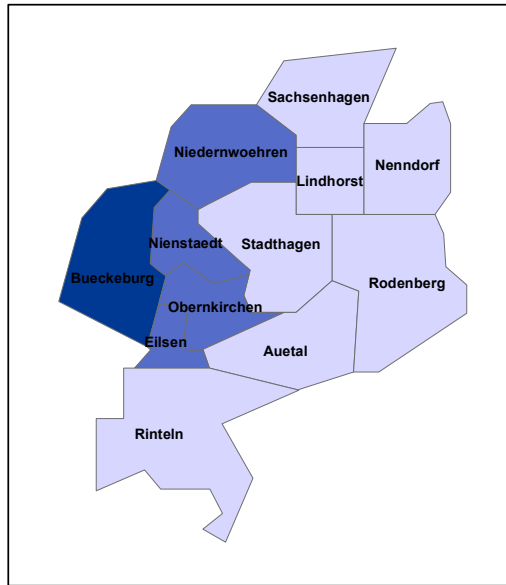 Sachsenhagen
Niedernwoehren
Nenndorf
Lindhorst
Nienstaedt
Stadthagen
Bueckeburg
Rodenberg
Obernkirchen
Eilsen
Auetal
Rinteln